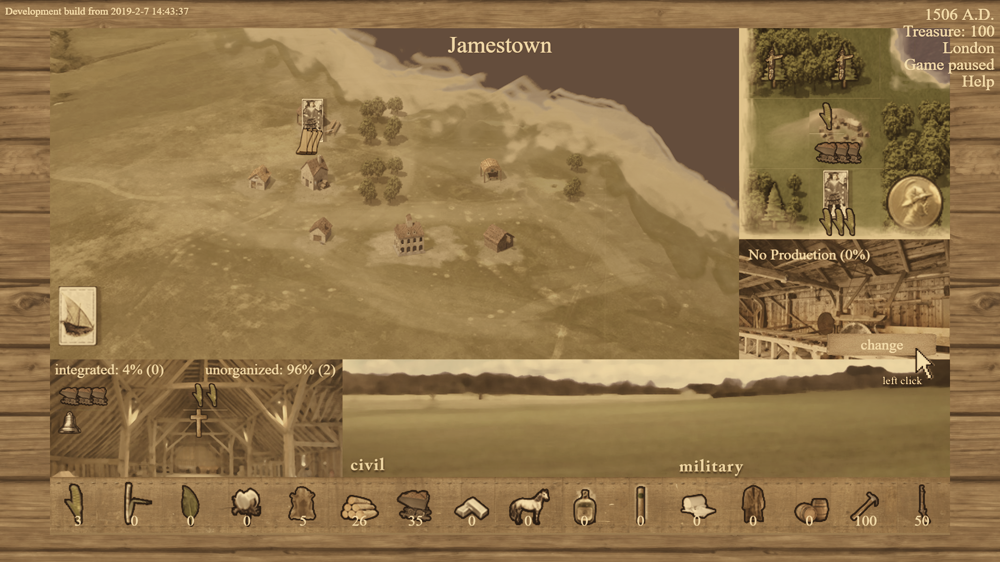 Development build from 2019-2-7 14:43:37
1506 A.D.
Treasure: 100
London
Game paused
Help
Jamestown
No Production (0%)
change
left click
integrated: 4% (0)
unorganized: 96% (2)
civil
military
3 0 0 0 5 26 35 0 0 0 0 0 0 0 100 50